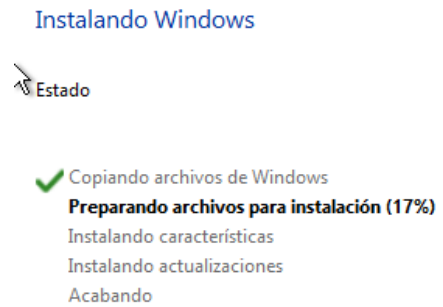 Instalando Windows
Estado
Copiando archivos de Windows
Preparando archivos para instalación (17%)
Instalando características
Instalando actualizaciones
Acabando